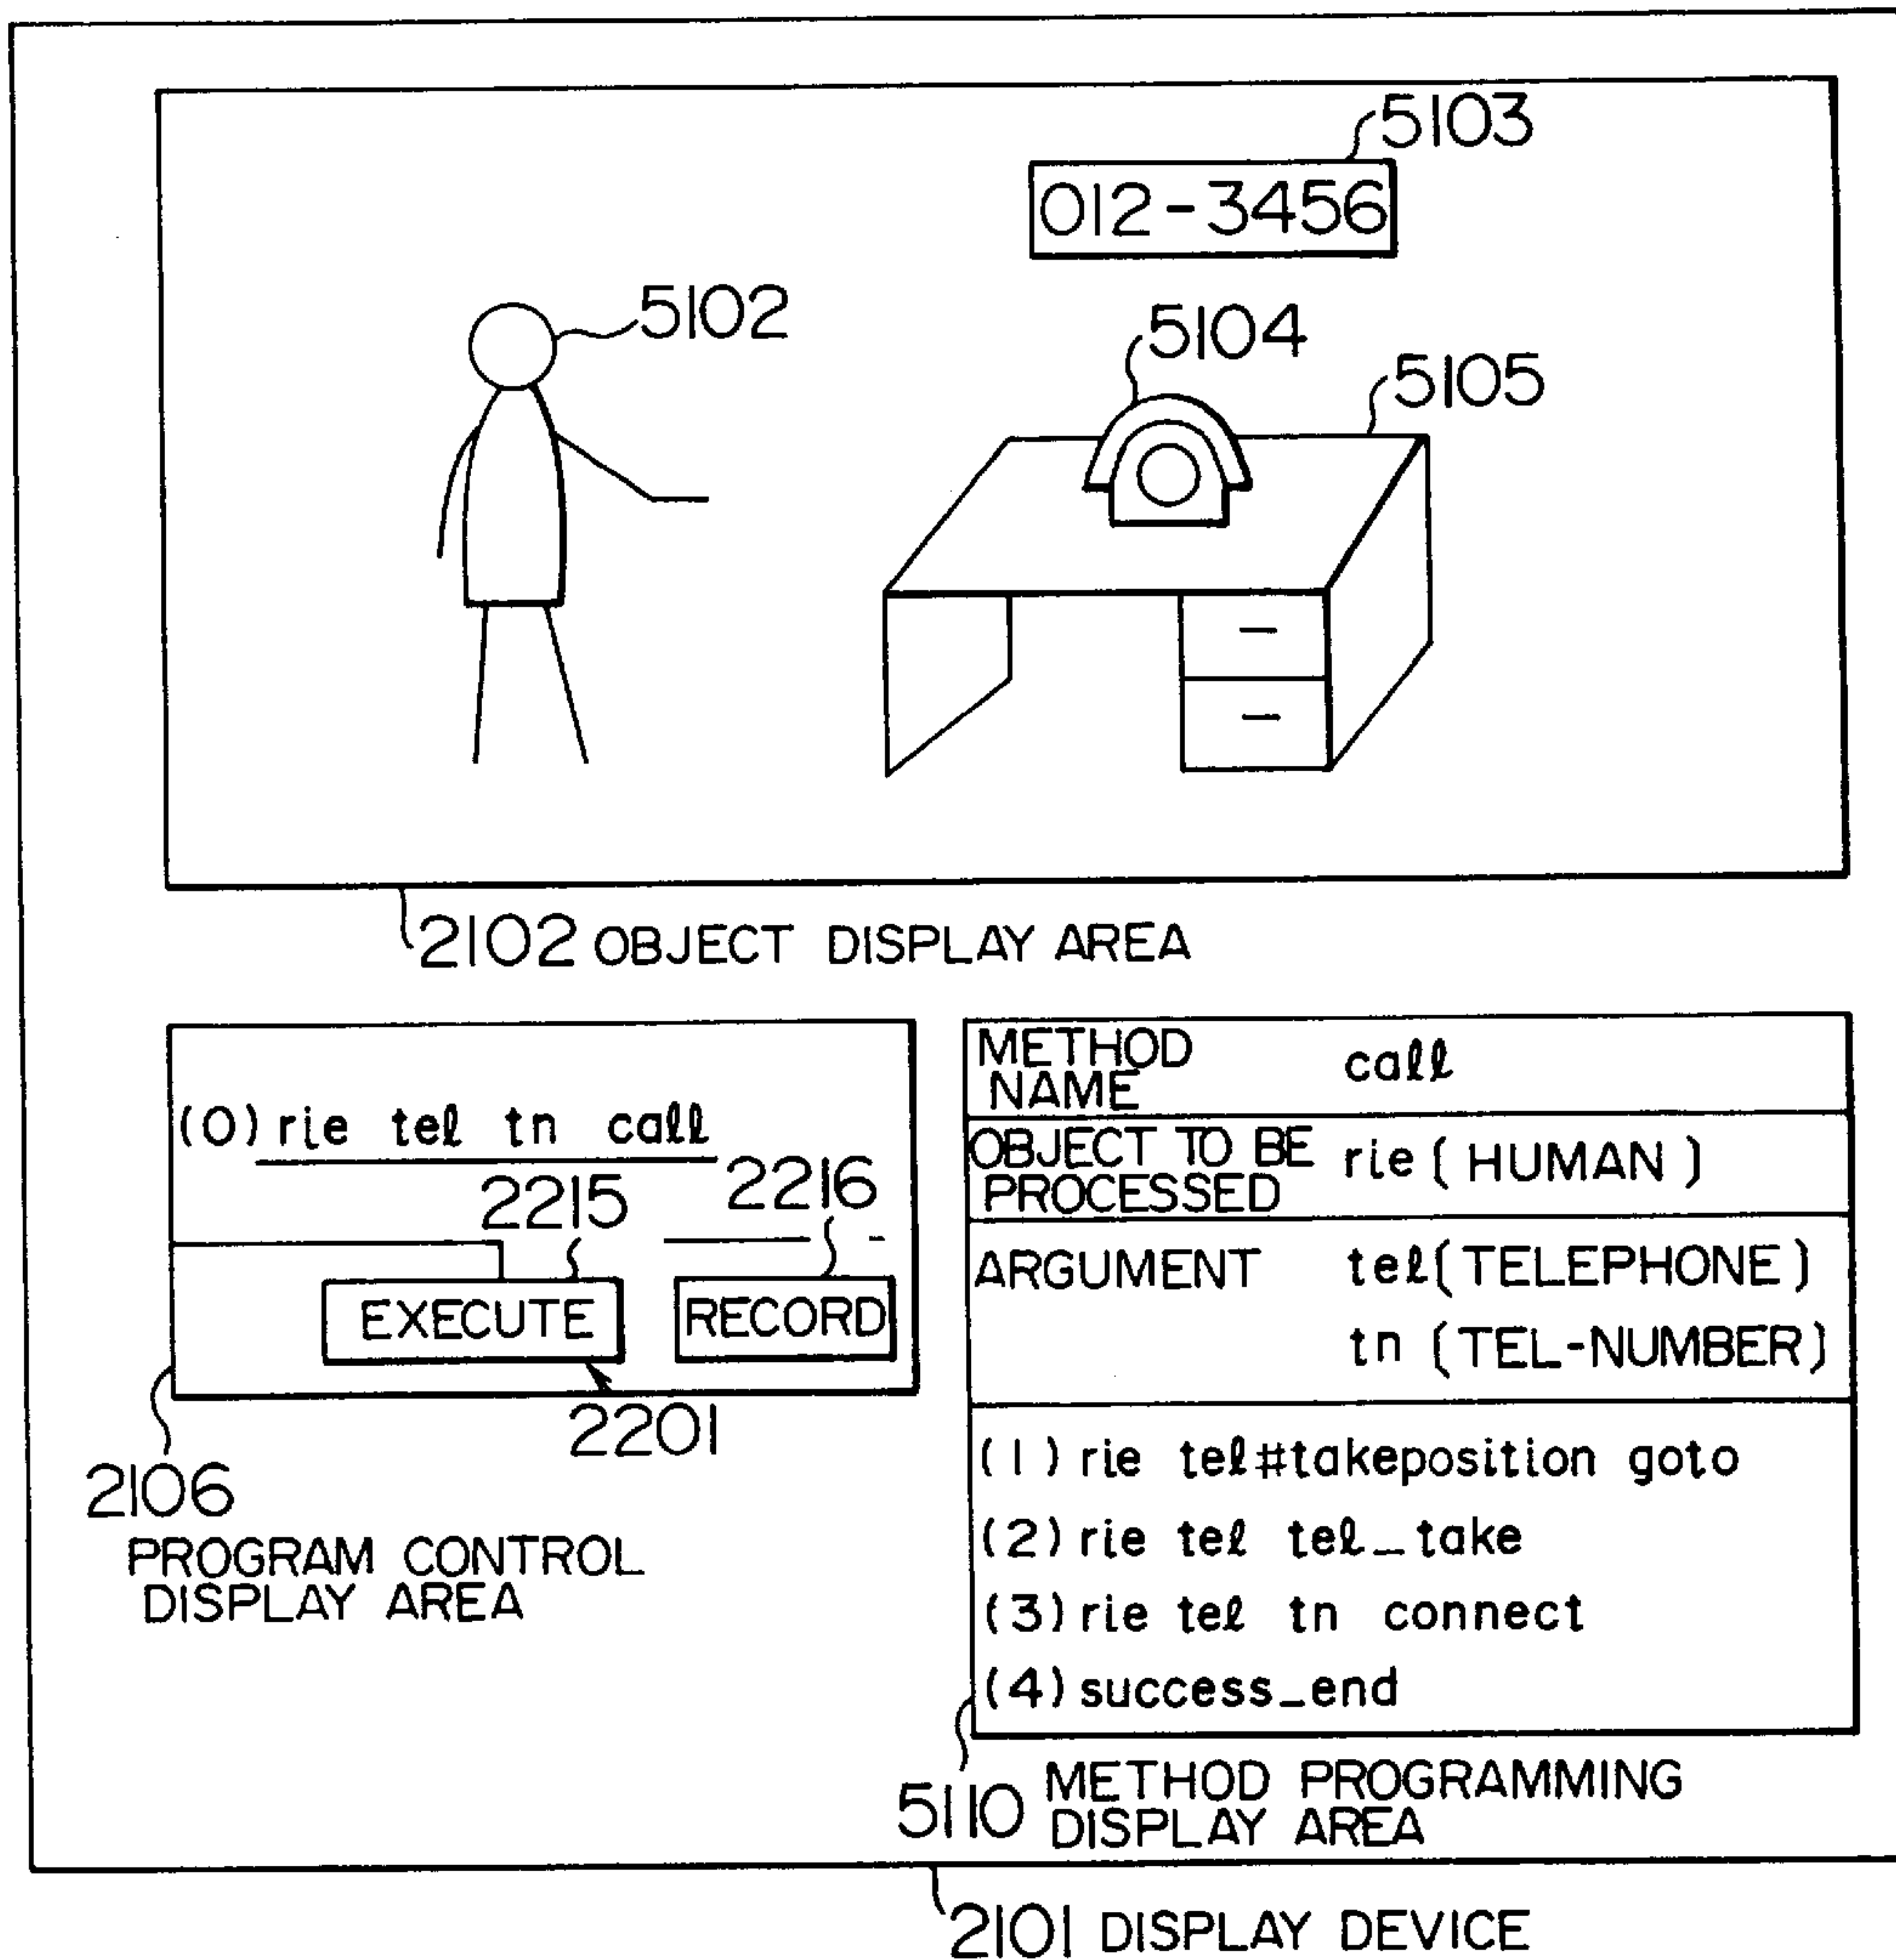 5103
012-3456
5102
5104
5105
2102 OBJECT DISPLAY AREA
(0) rie tel tn call
2215
2216
EXECUTE
RECORD
2201
2106
PROGRAM CONTROL
DISPLAY AREA
METHOD
NAME
call
OBJECT TO BE
PROCESSED
rie (HUMAN)
ARGUMENT tel(TELEPHONE)
tn (TEL-NUMBER)
(1) rie tel#takeposition goto
(2) rie tel tel_take
(3) rie tel tn connect
(4) success_end
5110
METHOD PROGRAMMING
DISPLAY AREA
2101 DISPLAY DEVICE